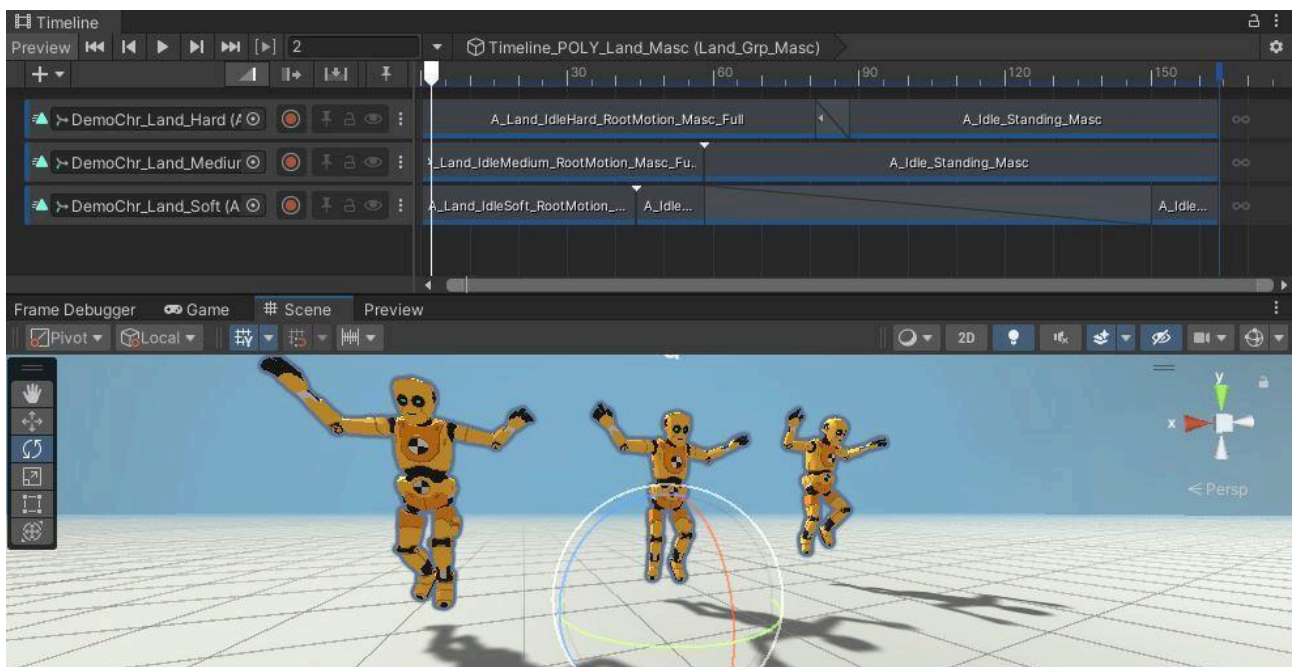 Timeline
Preview 2 Timeline_POLY_Land_Masc (Land_Grp_Masc)
30 60 90 120 150
DemoChr_Land_Hard (A A_Land_IdleHard_RootMotion_Masc_Full A_Idle_Standing_Masc
DemoChr_Land_Mediur _Land_IdleMedium_RootMotion_Masc_Fu.. A_Idle_Standing_Masc
DemoChr_Land_Soft (A A_Land_IdleSoft_RootMotion_... A_Idle... A_Idle...
Frame Debugger Game Scene Preview
Pivot Local 2D
y
x
Persp